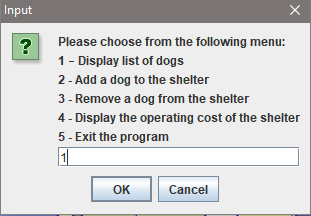 Input
Please choose from the following menu:
1 – Display list of dogs
2 - Add a dog to the shelter
3 - Remove a dog from the shelter
4 - Display the operating cost of the shelter
5 - Exit the program
1
OK
Cancel